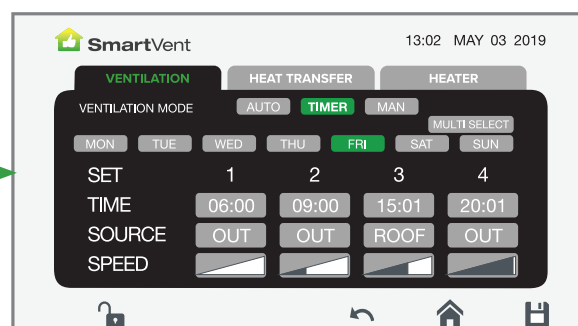 SmartVent 13:02 MAY 03 2019
VENTILATION HEAT TRANSFER HEATER
VENTILATION MODE AUTO TIMER MAN
MULTI SELECT
MON TUE WED THU FRI SAT SUN
SET 1 2 3 4
TIME 06:00 09:00 15:01 20:01
SOURCE OUT OUT ROOF OUT
SPEED